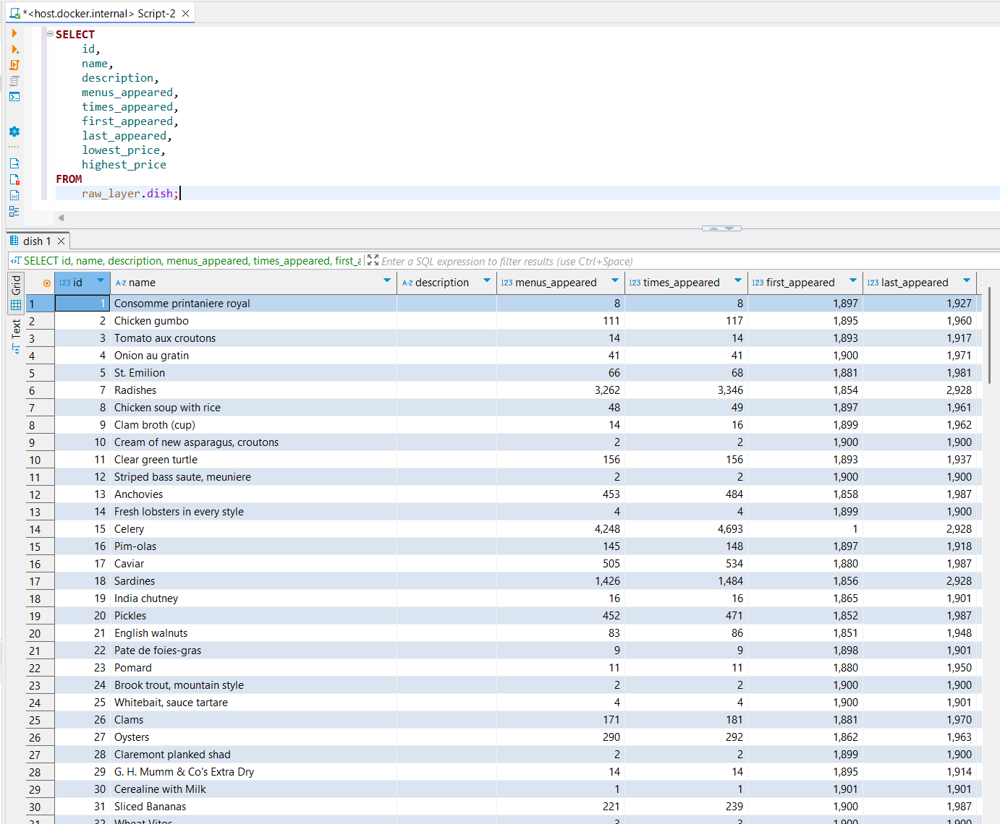 *<host.docker.internal> Script-2
SELECT
id,
name,
description,
menus_appeared,
times_appeared,
first_appeared,
last_appeared,
lowest_price,
highest_price
FROM
raw_layer.dish;
dish 1
SELECT id, name, description, menus_appeared, times_appeared, first_a Enter a SQL expression to filter results (use Ctrl+Space)
Grid
Text
123 id A-Z name A-Z description 123 menus_appeared 123 times_appeared 123 first_appeared 123 last_appeared
1 1 Consomme printaniere royal 8 8 1,897 1,927
2 2 Chicken gumbo 111 117 1,895 1,960
3 3 Tomato aux croutons 14 14 1,893 1,917
4 4 Onion au gratin 41 41 1,900 1,971
5 5 St. Emilion 66 68 1,881 1,981
6 7 Radishes 3,262 3,346 1,854 2,928
7 8 Chicken soup with rice 48 49 1,897 1,961
8 9 Clam broth (cup) 14 16 1,899 1,962
9 10 Cream of new asparagus, croutons 2 2 1,900 1,900
10 11 Clear green turtle 156 156 1,893 1,937
11 12 Striped bass saute, meuniere 2 2 1,900 1,900
12 13 Anchovies 453 484 1,858 1,987
13 14 Fresh lobsters in every style 4 4 1,899 1,900
14 15 Celery 4,248 4,693 1 2,928
15 16 Pim-olas 145 148 1,897 1,918
16 17 Caviar 505 534 1,880 1,987
17 18 Sardines 1,426 1,484 1,856 2,928
18 19 India chutney 16 16 1,865 1,901
19 20 Pickles 452 471 1,852 1,987
20 21 English walnuts 83 86 1,851 1,948
21 22 Pate de foies-gras 9 9 1,898 1,901
22 23 Pomard 11 11 1,880 1,950
23 24 Brook trout, mountain style 2 2 1,900 1,900
24 25 Whitebait, sauce tartare 4 4 1,900 1,901
25 26 Clams 171 181 1,881 1,970
26 27 Oysters 290 292 1,862 1,963
27 28 Claremont planked shad 2 2 1,899 1,900
28 29 G. H. Mumm & Co's Extra Dry 14 14 1,895 1,914
29 30 Cerealine with Milk 1 1 1,901 1,901
30 31 Sliced Bananas 221 239 1,900 1,987
31 32 Wheat Vitos 3 3 1,900 1,900